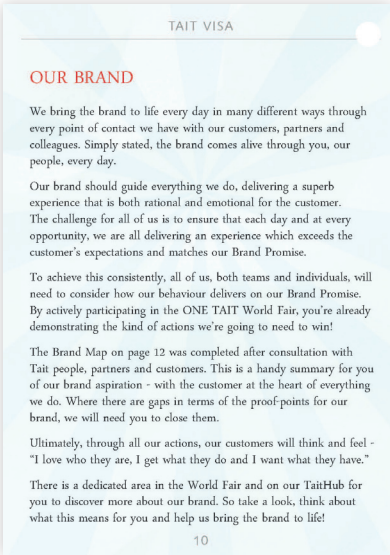 TAIT VISA
OUR BRAND
We bring the brand to life every day in many different ways through
every point of contact we have with our customers, partners and
colleagues. Simply stated, the brand comes alive through you, our
people, every day.
Our brand should guide everything we do, delivering a superb
experience that is both rational and emotional for the customer.
The challenge for all of us is to ensure that each day and at every
opportunity, we are all delivering an experience which exceeds the
customer's expectations and matches our Brand Promise.
To achieve this consistently, all of us, both teams and individuals, will
need to consider how our behaviour delivers on our Brand Promise.
By actively participating in the ONE TAIT World Fair, you're already
demonstrating the kind of actions we're going to need to win!
The Brand Map on page 12 was completed after consultation with
Tait people, partners and customers. This is a handy summary for you
of our brand aspiration - with the customer at the heart of everything
we do. Where there are gaps in terms of the proof-points for our
brand, we will need you to close them.
Ultimately, through all our actions, our customers will think and feel -
“I love who they are, I get what they do and I want what they have.”
There is a dedicated area in the World Fair and on our TaitHub for
you to discover more about our brand. So take a look, think about
what this means for you and help us bring the brand to life!
10